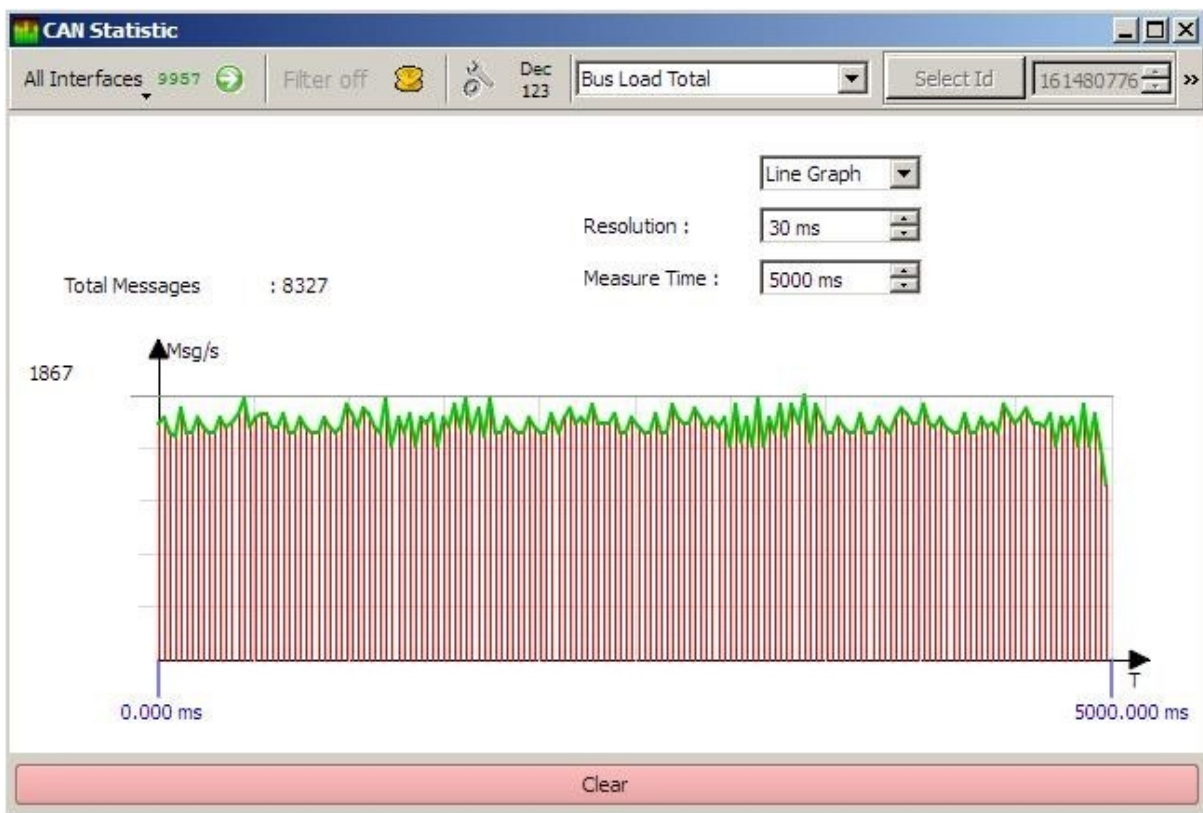 CAN Statistic
All Interfaces 9957 Filter off Dec 123 Bus Load Total Select Id 161480776 »
Line Graph
Resolution : 30 ms
Total Messages : 8327 Measure Time : 5000 ms
Msg/s
1867
T
0.000 ms 5000.000 ms
Clear